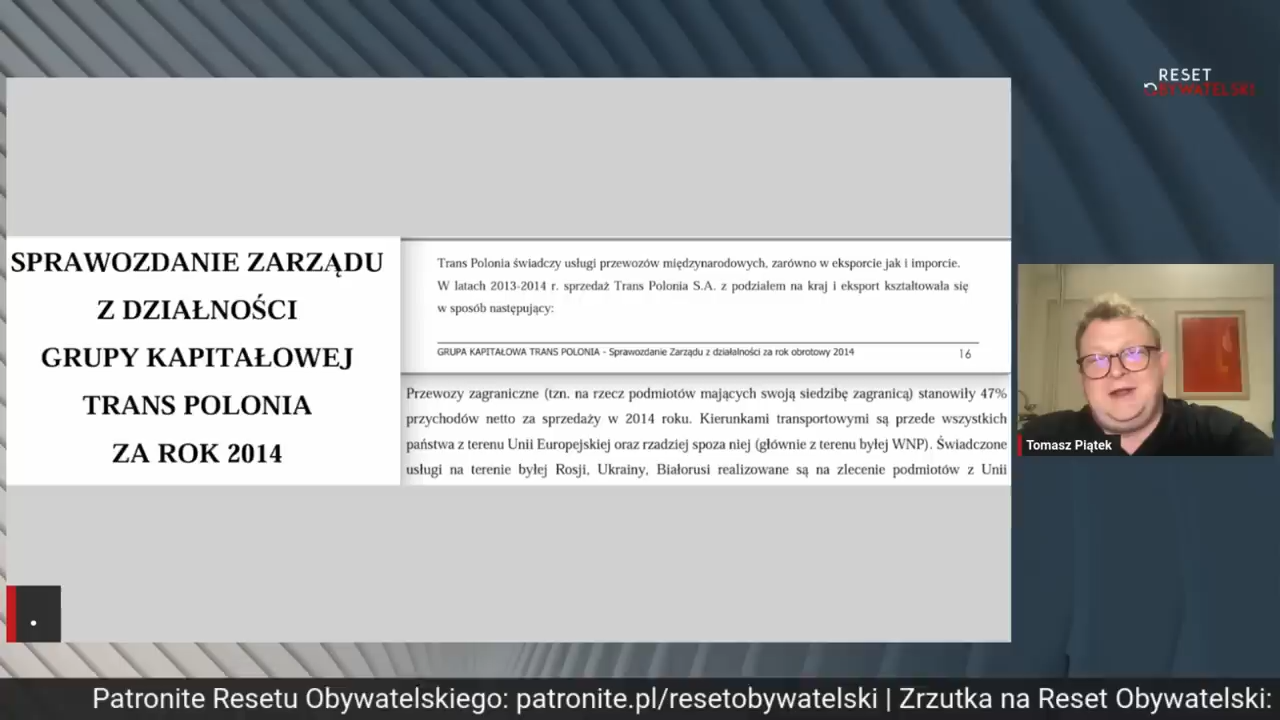 RESET
OBYWATELSKI
SPRAWOZDANIE ZARZĄDU
Z DZIAŁNOŚCI
GRUPY KAPITAŁOWEJ
TRANS POLONIA
ZA ROK 2014
Trans Polonia świadczy usługi przewozów międzynarodowych, zarówno w eksporcie jak i imporcie.
W latach 2013-2014 r. sprzedaż Trans Polonia S.A. z podziałem na kraj i eksport kształtowała się
w sposób następujący:
GRUPA KAPITAŁOWA TRANS POLONIA - Sprawozdanie Zarządu z działalności za rok obrotowy 2014 16
Przewozy zagraniczne (tzn. na rzecz podmiotów mających swoją siedzibę zagranicą) stanowiły 47%
przychodów netto za sprzedaży w 2014 roku. Kierunkami transportowymi są przede wszystkich
państwa z terenu Unii Europejskiej oraz rzadziej spoza niej (głównie z terenu byłej WNP). Świadczone
usługi na terenie byłej Rosji, Ukrainy, Białorusi realizowane są na zlecenie podmiotów z Unii
Tomasz Piątek
.
Patronite Resetu Obywatelskiego: patronite.pl/resetobywatelski | Zrzutka na Reset Obywatelski: